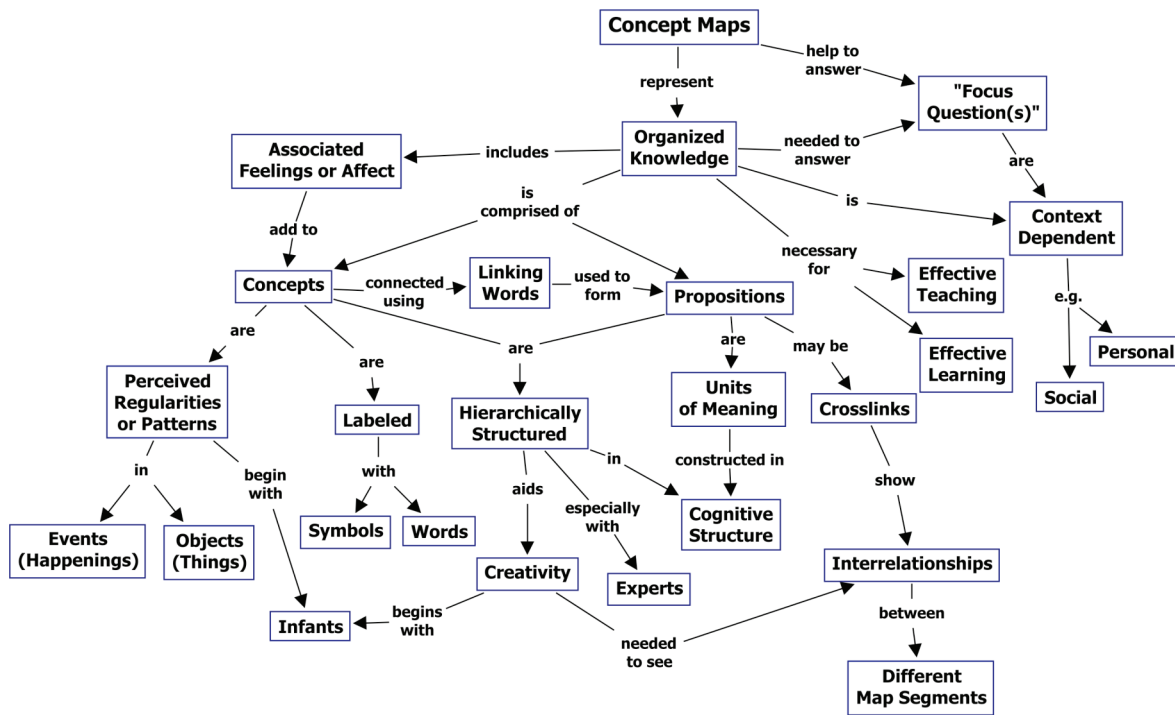 Concept Maps
help to
answer
represent
"Focus
Question(s)"
Organized
Knowledge
needed to
answer
includes
Associated
Feelings or Affect
are
is
comprised of
is
Context
Dependent
add to
necessary
for
Concepts
connected
using
Linking
Words
used to
form
Propositions
Effective
Teaching
e.g.
are
are
are
are
may be
Personal
Effective
Learning
Social
Perceived
Regularities
or Patterns
Labeled
Hierarchically
Structured
Units
of Meaning
Crosslinks
in
begin
with
with
aids
in
especially
with
constructed in
show
Events
(Happenings)
Objects
(Things)
Symbols
Words
Cognitive
Structure
Creativity
Experts
Interrelationships
Infants
begins
with
needed
to see
between
Different
Map Segments